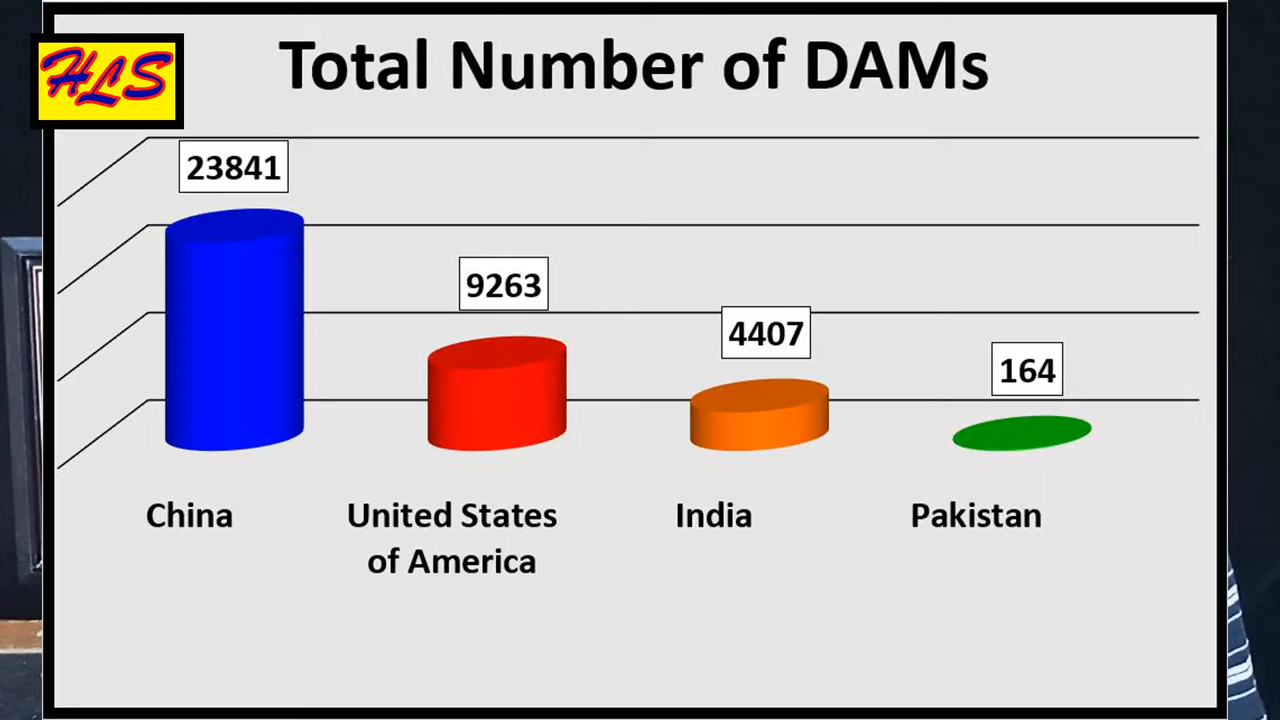 HLS
Total Number of DAMs
23841
9263
4407
164
China
United States
of America
India
Pakistan